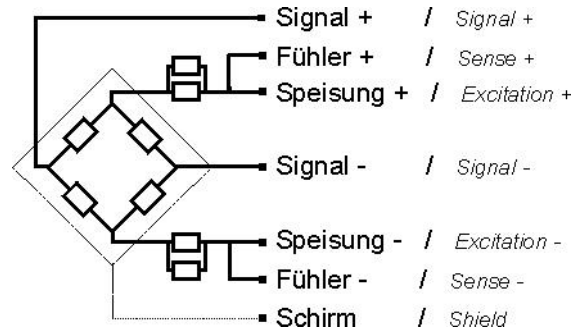 Signal + / Signal +
Fühler + / Sense +
Speisung + / Excitation +
Signal - / Signal -
Speisung - / Excitation -
Fühler - / Sense -
Schirm / Shield